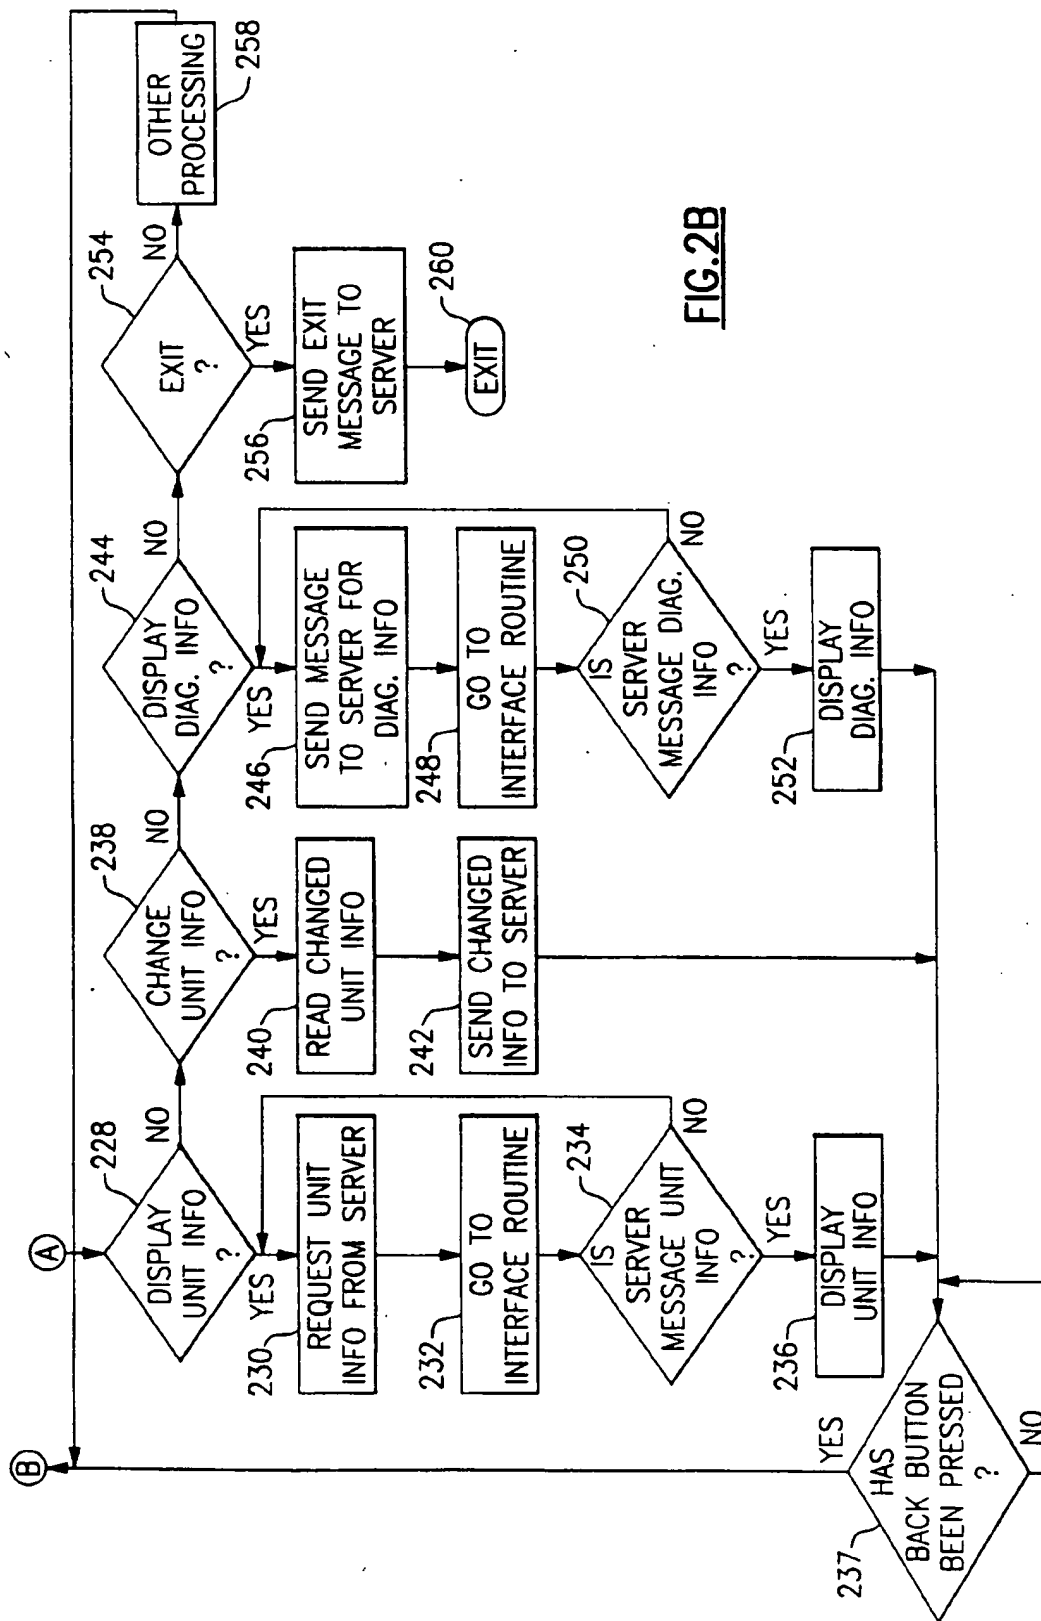 A
B
DISPLAY
UNIT INFO
?
228
NO
YES
230
REQUEST UNIT
INFO FROM SERVER
232
GO TO
INTERFACE ROUTINE
234
IS
SERVER
MESSAGE UNIT
INFO
?
NO
YES
236
DISPLAY
UNIT INFO
237
HAS
BACK BUTTON
BEEN PRESSED
?
YES
NO
CHANGE
UNIT INFO
?
238
NO
YES
240
READ CHANGED
UNIT INFO
242
SEND CHANGED
INFO TO SERVER
DISPLAY
DIAG. INFO
?
244
NO
YES
246
SEND MESSAGE
TO SERVER FOR
DIAG. INFO
248
GO TO
INTERFACE ROUTINE
250
IS
SERVER
MESSAGE DIAG.
INFO
?
NO
YES
252
DISPLAY
DIAG. INFO
EXIT
?
254
NO
YES
256
SEND EXIT
MESSAGE TO
SERVER
EXIT
260
OTHER
PROCESSING
258
FIG.2B